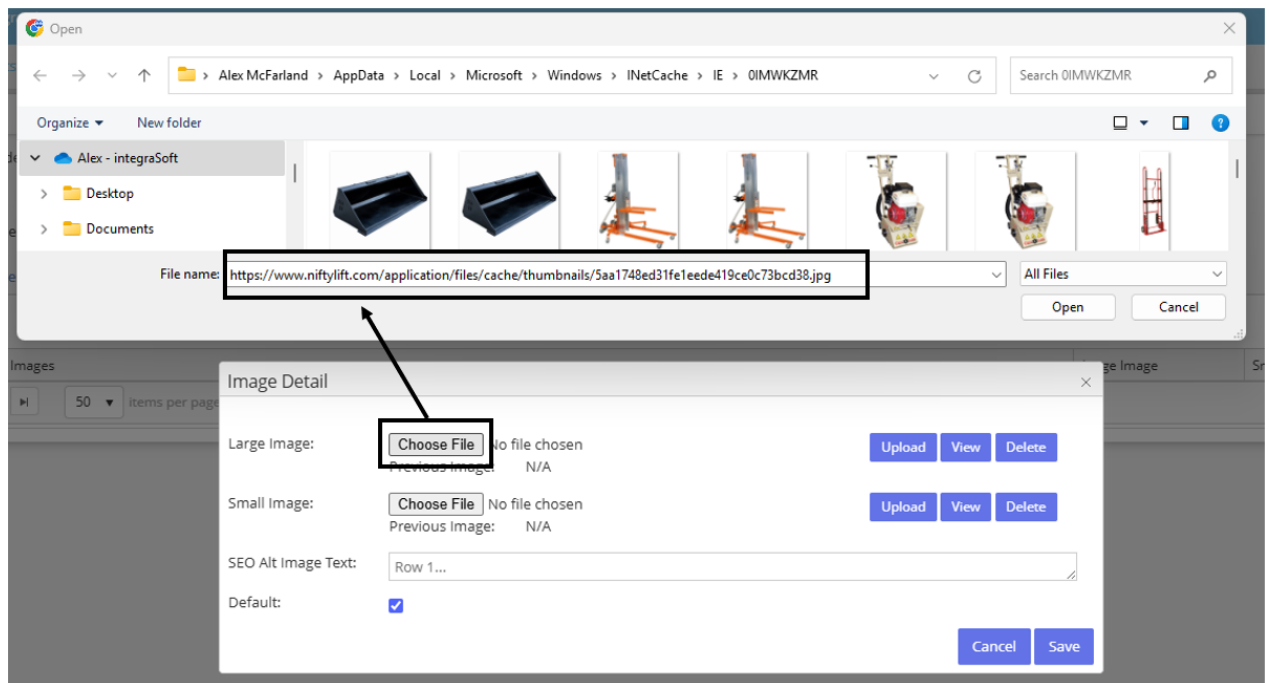 Open
Alex McFarland > AppData > Local > Microsoft > Windows > INetCache > IE > 0IMWKZMR
Search 0IMWKZMR
Organize
New folder
Alex - integraSoft
Desktop
Documents
File name:
https://www.niftylift.com/application/files/cache/thumbnails/5aa1748ed31fe1eede419ce0c73bcd38.jpg
All Files
Open
Cancel
Images
ge Image
50
items per page
Image Detail
Large Image:
Choose File
No file chosen
Upload
View
Delete
Previous Image:
N/A
Small Image:
Choose File
No file chosen
Upload
View
Delete
Previous Image:
N/A
SEO Alt Image Text:
Row 1...
Default:
Cancel
Save